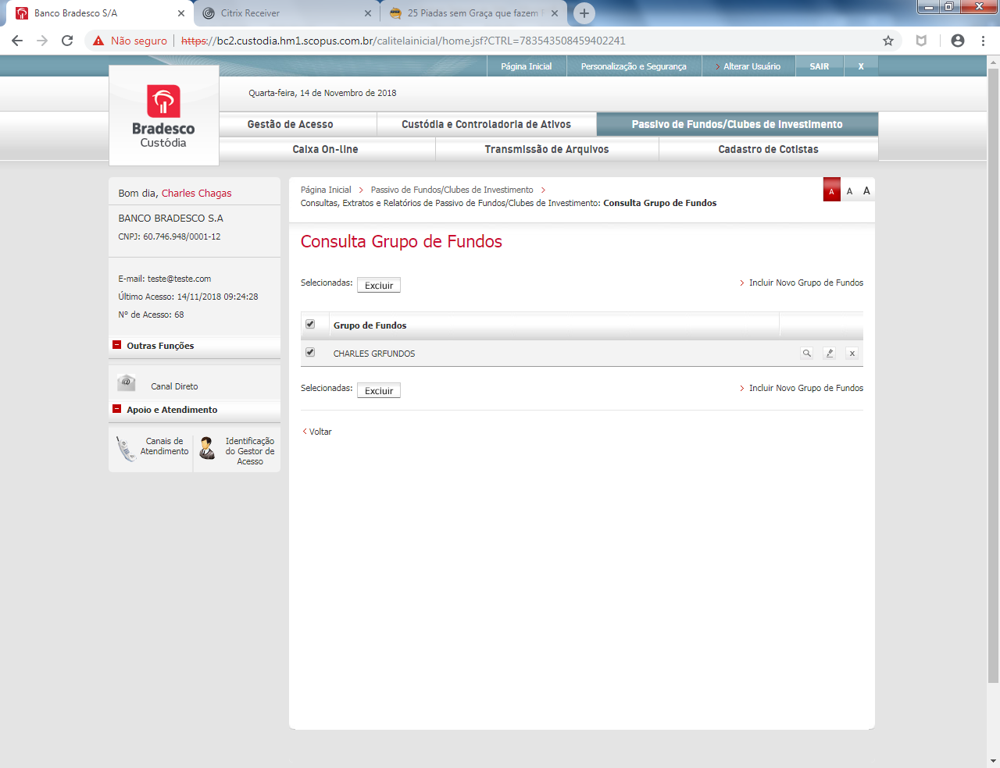 Banco Bradesco S/A
Citrix Receiver
25 Piadas sem Graça que fazem
Não seguro
https://bc2.custodia.hm1.scopus.com.br/calitelainicial/home.jsf?CTRL=783543508459402241
Página Inicial
Personalização e Segurança
Alterar Usuário
SAIR
X
Bradesco
Custódia
Quarta-feira, 14 de Novembro de 2018
Gestão de Acesso
Custódia e Controladoria de Ativos
Passivo de Fundos/Clubes de Investimento
Caixa On-line
Transmissão de Arquivos
Cadastro de Cotistas
Bom dia, Charles Chagas
BANCO BRADESCO S.A
CNPJ: 60.746.948/0001-12
E-mail: teste@teste.com
Último Acesso: 14/11/2018 09:24:28
Nº de Acesso: 68
Outras Funções
Canal Direto
Apoio e Atendimento
Canais de
Atendimento
Identificação
do Gestor de
Acesso
Página Inicial > Passivo de Fundos/Clubes de Investimento >
Consultas, Extratos e Relatórios de Passivo de Fundos/Clubes de Investimento: Consulta Grupo de Fundos
A A A
Consulta Grupo de Fundos
Selecionadas: Excluir
> Incluir Novo Grupo de Fundos
Grupo de Fundos
CHARLES GRFUNDOS
x
Selecionadas: Excluir
> Incluir Novo Grupo de Fundos
< Voltar